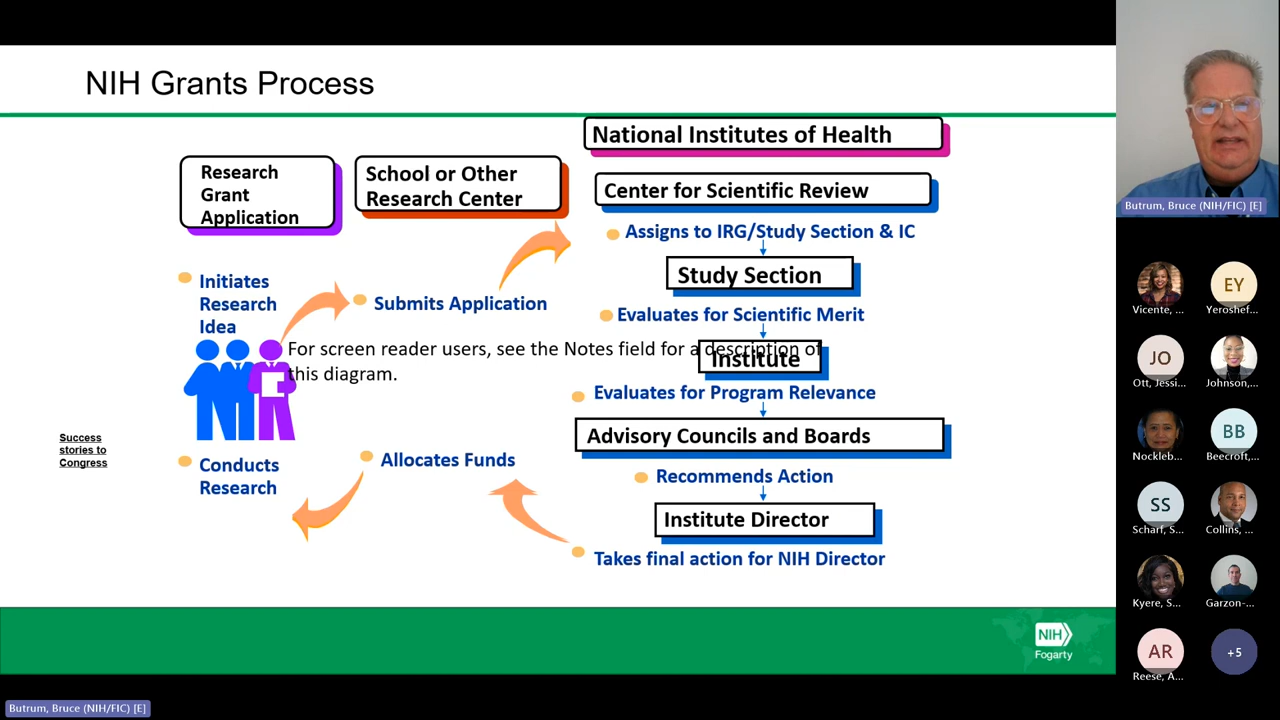 NIH Grants Process
National Institutes of Health
Research
Grant
Application
School or Other
Research Center
Center for Scientific Review
Assigns to IRG/Study Section & IC
Study Section
Initiates
Research
Idea
Submits Application
Evaluates for Scientific Merit
For screen reader users, see the Notes field for a description of
this diagram.
Institute
Evaluates for Program Relevance
Advisory Councils and Boards
Success
stories to
Congress
Conducts
Research
Allocates Funds
Recommends Action
Institute Director
Takes final action for NIH Director
NIH
Fogarty
Butrum, Bruce (NIH/FIC) [E]
Butrum, Bruce (NIH/FIC) [E]
Vicente, ...
EY
Yeroshef...
JO
Ott, Jessi...
Johnson,...
Nockleb...
BB
Beecroft,...
SS
Scharf, S...
Collins, ...
Kyere, S...
Garzon-...
AR
Reese, A...
+5